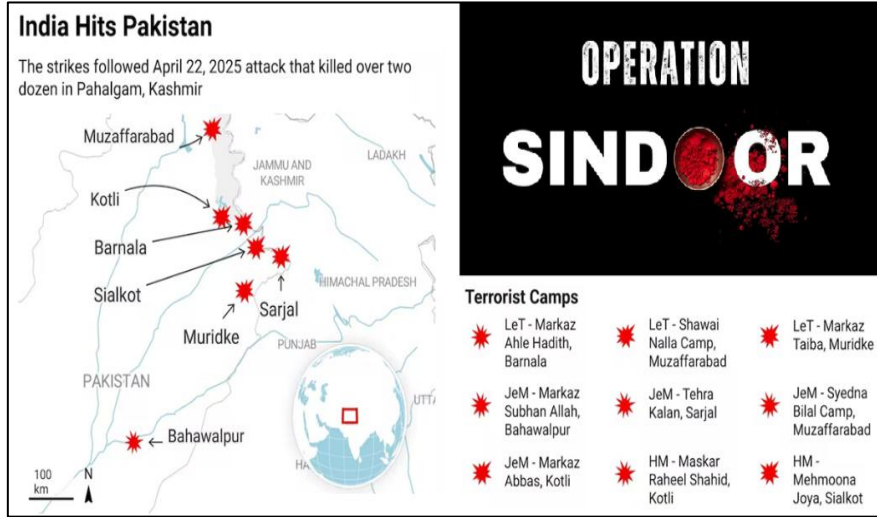 India Hits Pakistan
The strikes followed April 22, 2025 attack that killed over two
dozen in Pahalgam, Kashmir
Muzaffarabad
JAMMU AND
KASHMIR
LADAKH
Kotli
Barnala
Sialkot
Sarjal
HIMACHAL PRADESH
Muridke
PUNJAB
PAKISTAN
UTTA
Bahawalpur
HA
100
km
N
OPERATION
SINDOOR
Terrorist Camps
LeT - Markaz
Ahle Hadith,
Barnala
LeT - Shawai
Nalla Camp,
Muzaffarabad
LeT - Markaz
Taiba, Muridke
JeM - Markaz
Subhan Allah,
Bahawalpur
JeM - Tehra
Kalan, Sarjal
JeM - Syedna
Bilal Camp,
Muzaffarabad
JeM - Markaz
Abbas, Kotli
HM - Maskar
Raheel Shahid,
Kotli
HM -
Mehmoona
Joya, Sialkot